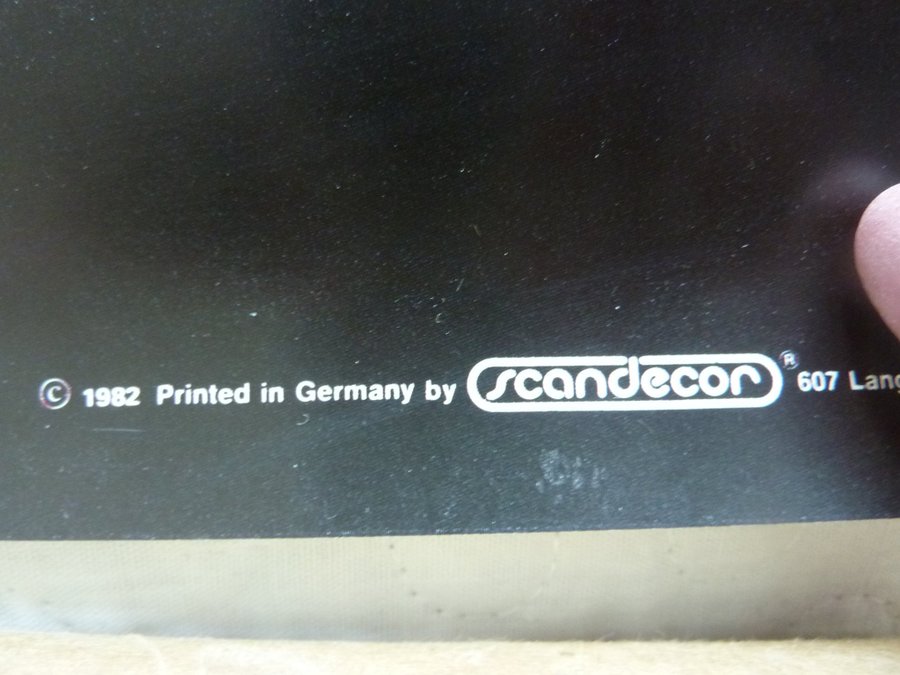 © 1982 Printed in Germany by scandecor® 607 Lang